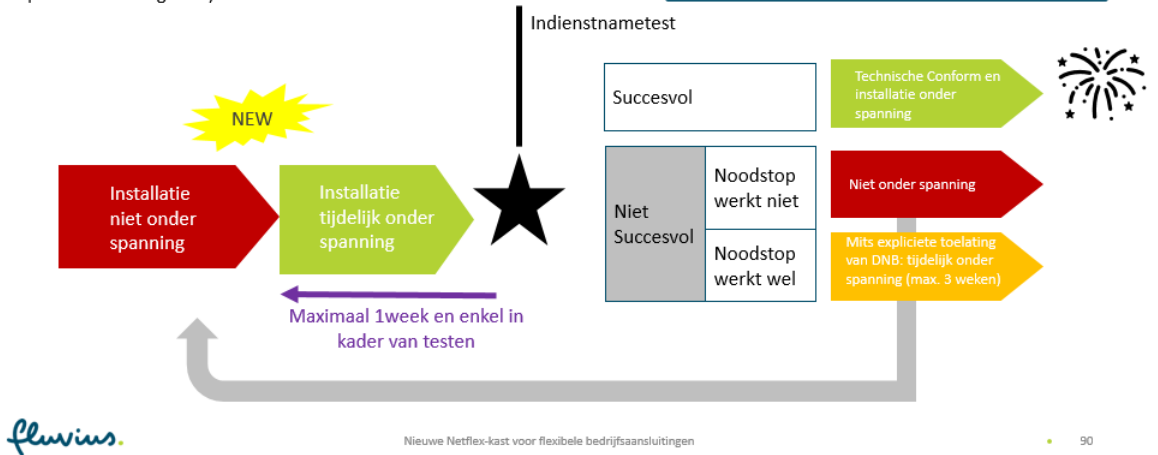 Indienstnametest
NEW
Installatie
niet onder
spanning
Installatie
tijdelijk onder
spanning
Maximaal 1week en enkel in
kader van testen
Succesvol
Technische Conform en
installatie onder
spanning
Niet
Succesvol
Noodstop
werkt niet
Niet onder spanning
Noodstop
werkt wel
Mits expliciete toelating
van DNB: tijdelijk onder
spanning (max. 3 weken)
fluvius.
Nieuwe Netflex-kast voor flexibele bedrijfsaansluitingen
• 90